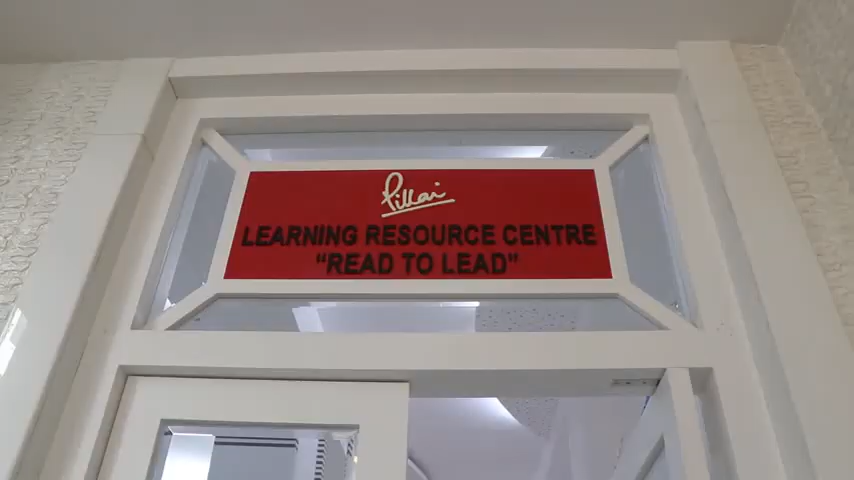 Pillai
LEARNING RESOURCE CENTRE
“READ TO LEAD”